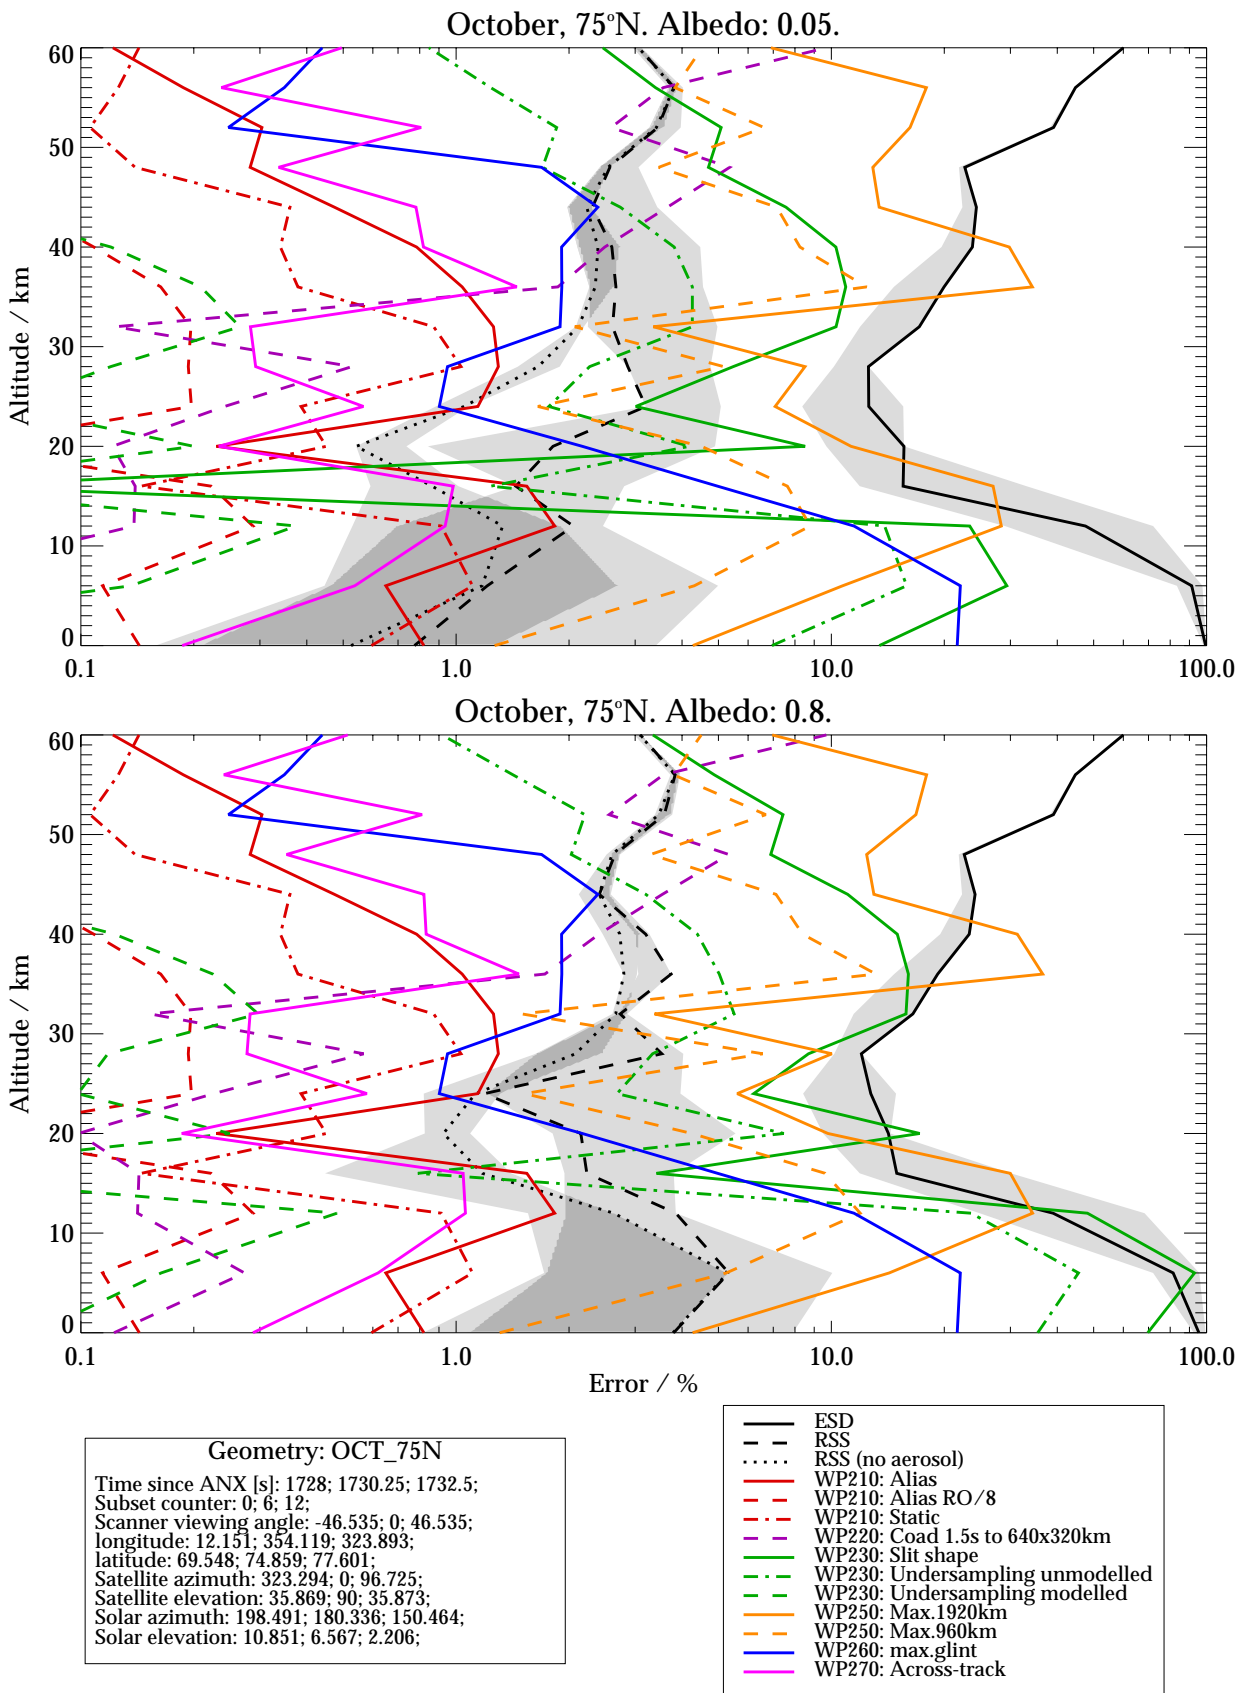 October, 75°N. Albedo: 0.05.
60
50
40
30
20
10
0
Altitude / km
0.1 1.0 10.0 100.0
October, 75°N. Albedo: 0.8.
60
50
40
30
20
10
0
Altitude / km
0.1 1.0 10.0 100.0
Error / %
Geometry: OCT_75N
Time since ANX [s]: 1728; 1730.25; 1732.5;
Subset counter: 0; 6; 12;
Scanner viewing angle: -46.535; 0; 46.535;
longitude: 12.151; 354.119; 323.893;
latitude: 69.548; 74.859; 77.601;
Satellite azimuth: 323.294; 0; 96.725;
Satellite elevation: 35.869; 90; 35.873;
Solar azimuth: 198.491; 180.336; 150.464;
Solar elevation: 10.851; 6.567; 2.206;
ESD
RSS
RSS (no aerosol)
WP210: Alias
WP210: Alias RO/8
WP210: Static
WP220: Coad 1.5s to 640x320km
WP230: Slit shape
WP230: Undersampling unmodelled
WP230: Undersampling modelled
WP250: Max.1920km
WP250: Max.960km
WP260: max.glint
WP270: Across-track